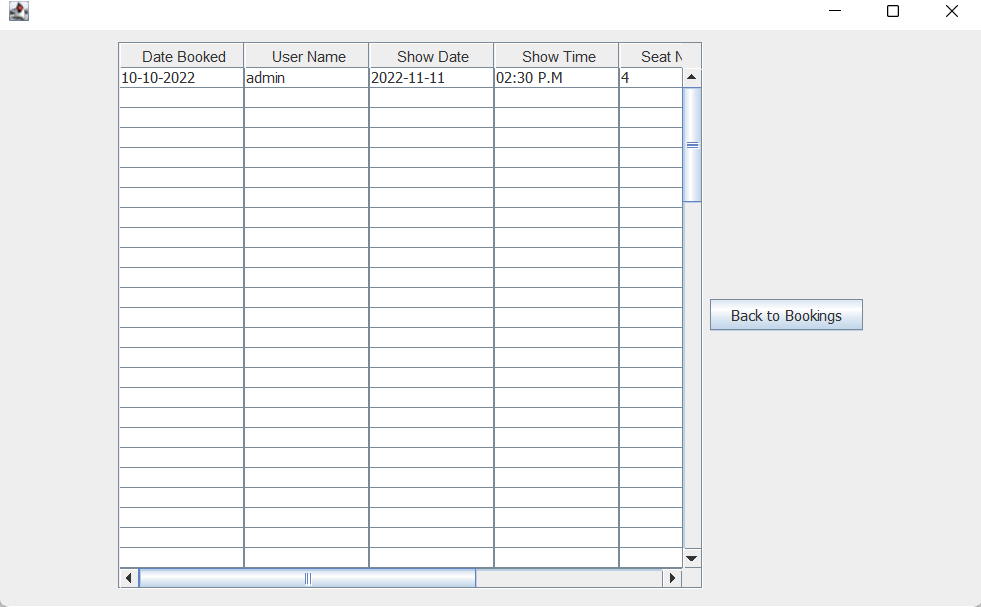 Date Booked User Name Show Date Show Time Seat N
10-10-2022 admin 2022-11-11 02:30 P.M 4
Back to Bookings